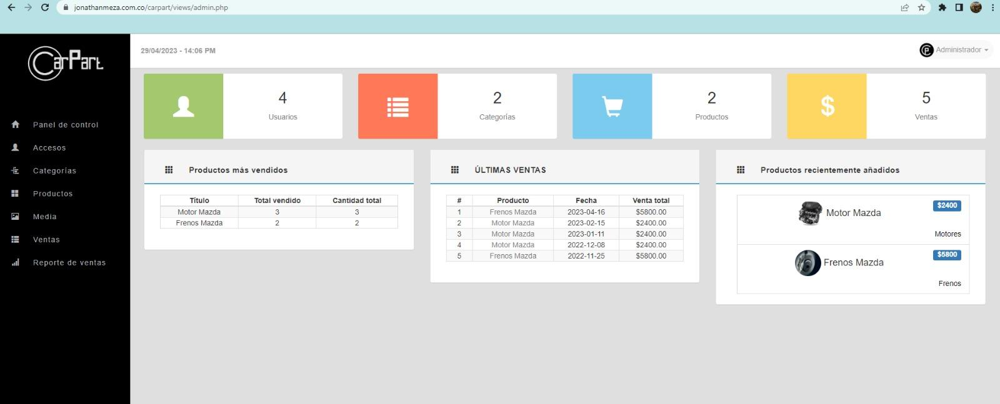 jonathanmeza.com.co/carpart/views/admin.php
CarPart
29/04/2023 - 14:06 PM
Administrador
Panel de control
Accesos
Categorías
Productos
Media
Ventas
Reporte de ventas
4
Usuarios
2
Categorías
2
Productos
$
5
Ventas
Productos más vendidos
Título Total vendido Cantidad total
Motor Mazda 3 3
Frenos Mazda 2 2
ÚLTIMAS VENTAS
# Producto Fecha Venta total
1 Frenos Mazda 2023-04-16 $5800.00
2 Motor Mazda 2023-02-15 $2400.00
3 Motor Mazda 2023-01-11 $2400.00
4 Motor Mazda 2022-12-08 $2400.00
5 Frenos Mazda 2022-11-25 $5800.00
Productos recientemente añadidos
$2400
Motor Mazda
Motores
$5800
Frenos Mazda
Frenos